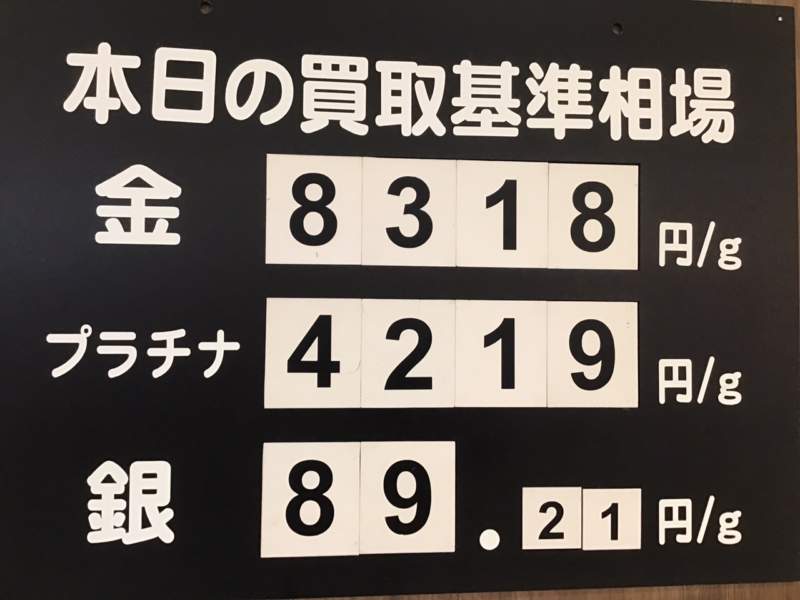 本日の買取基準相場
金 8318 円/g
プラチナ 4219 円/g
銀 89.21 円/g